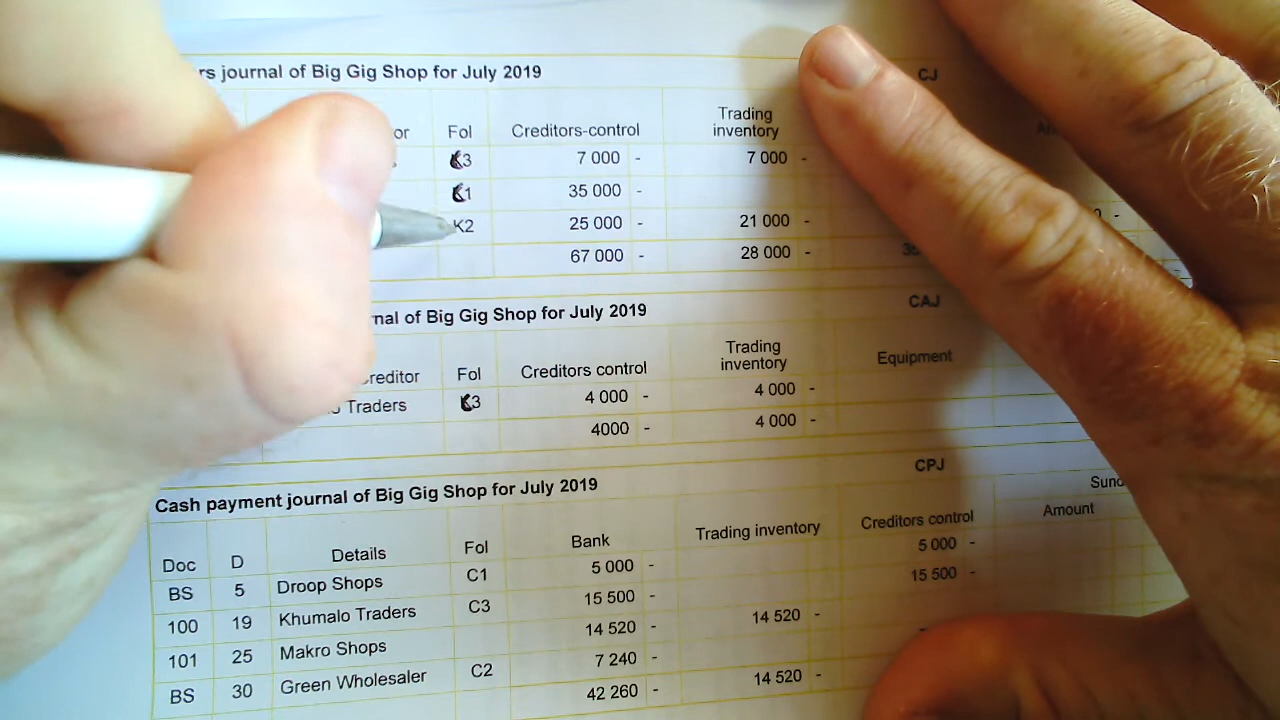 rs journal of Big Gig Shop for July 2019 CJ
or Fol Creditors-control Trading inventory
C3 7 000 - 7 000 -
C1 35 000 -
K2 25 000 - 21 000 -
67 000 - 28 000 -
nal of Big Gig Shop for July 2019 CAJ
reditor Fol Creditors control Trading inventory Equipment
Traders C3 4 000 - 4 000 -
4000 - 4 000 -
Cash payment journal of Big Gig Shop for July 2019 CPJ
Doc D Details Fol Bank Trading inventory Creditors control Amount
BS 5 Droop Shops C1 5 000 - 5 000 -
100 19 Khumalo Traders C3 15 500 - 15 500 -
101 25 Makro Shops 14 520 - 14 520 -
BS 30 Green Wholesaler C2 7 240 -
42 260 - 14 520 -